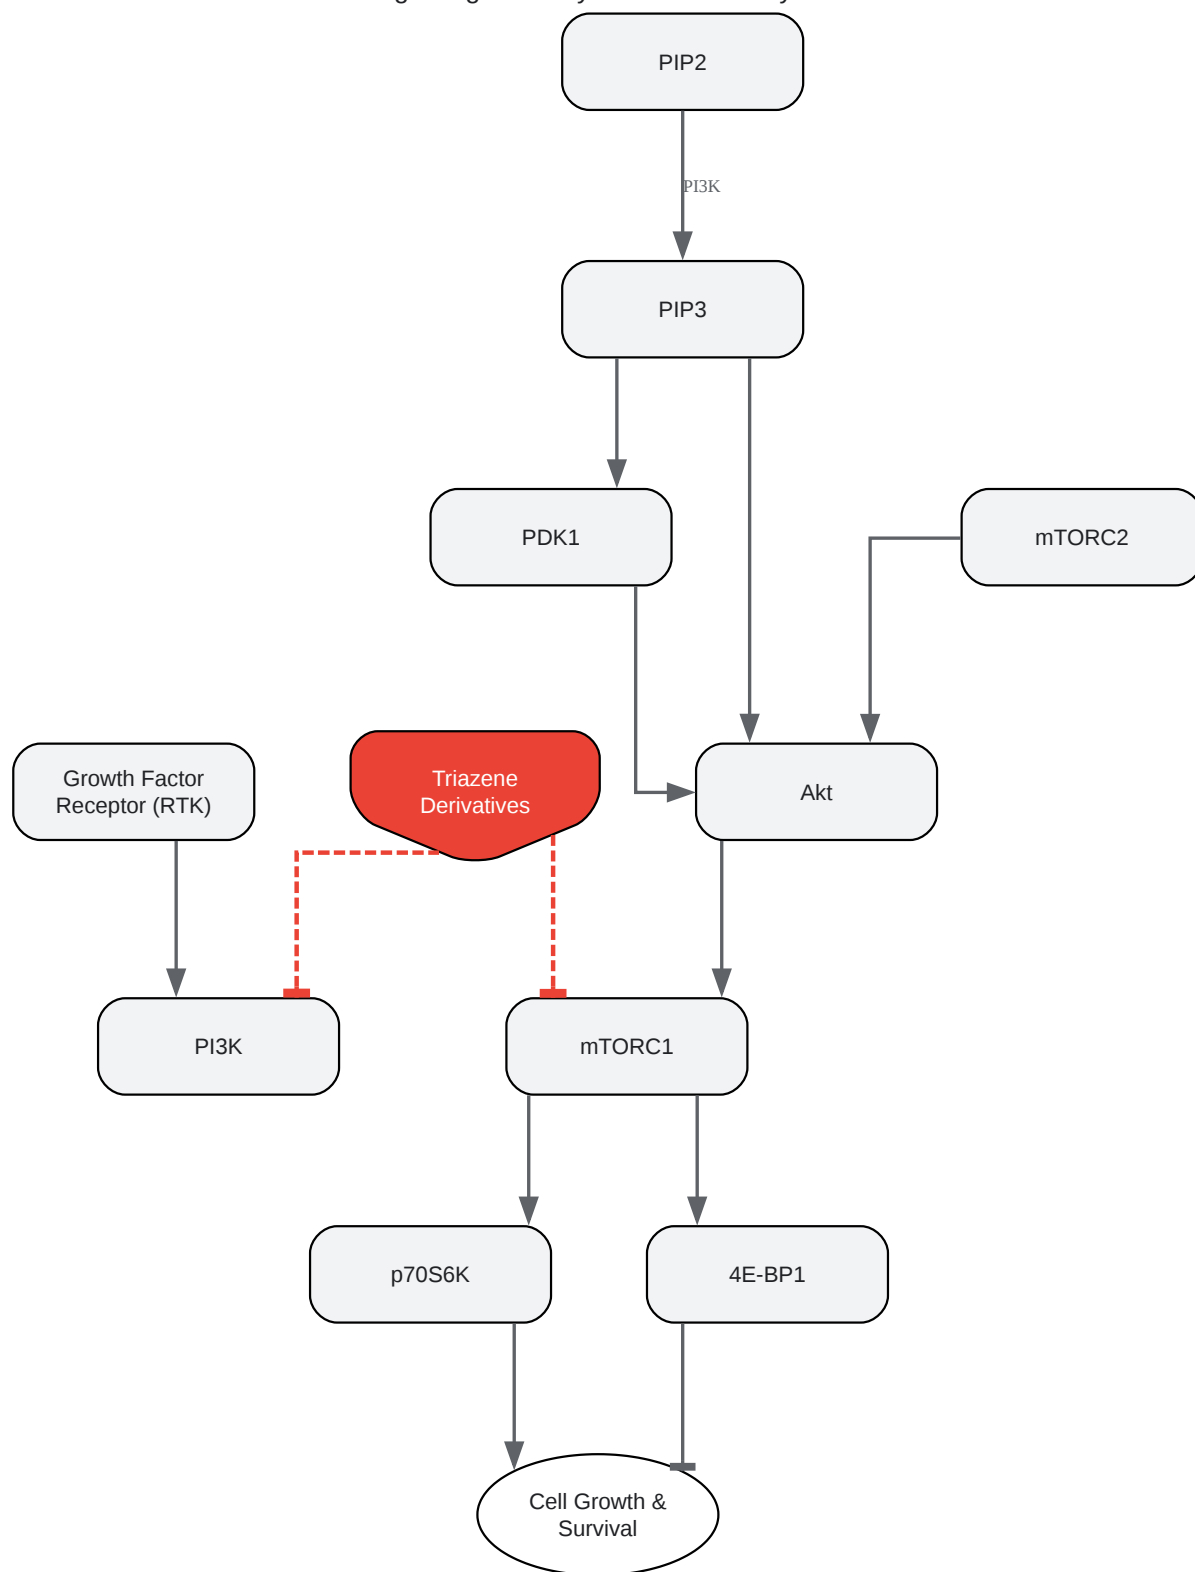 PIP2
PI3K
PIP3
PDK1
mTORC2
Growth Factor
Receptor (RTK)
Triazene
Derivatives
Akt
PI3K
mTORC1
p70S6K
4E-BP1
Cell Growth &
Survival